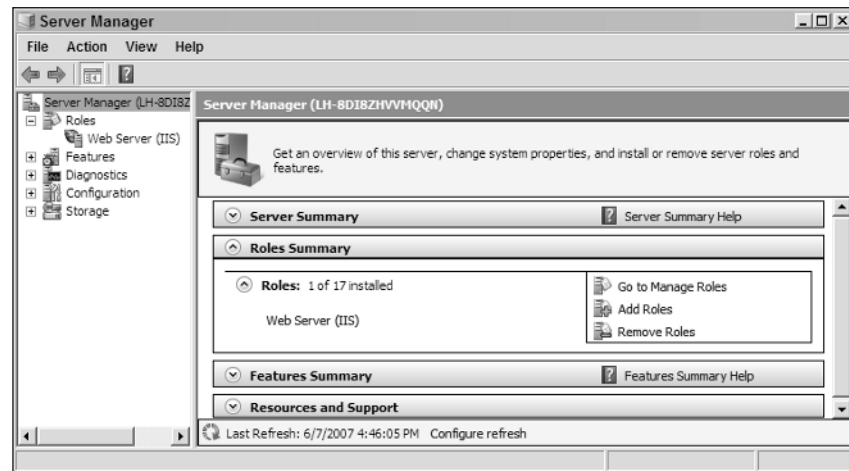 Server Manager
File Action View Help
Server Manager (LH-8DI8Z
Roles
Web Server (IIS)
Features
Diagnostics
Configuration
Storage
Server Manager (LH-8DI8ZHVVMQQN)
Get an overview of this server, change system properties, and install or remove server roles and
features.
Server Summary
Server Summary Help
Roles Summary
Roles: 1 of 17 installed
Web Server (IIS)
Go to Manage Roles
Add Roles
Remove Roles
Features Summary
Features Summary Help
Resources and Support
Last Refresh: 6/7/2007 4:46:05 PM Configure refresh